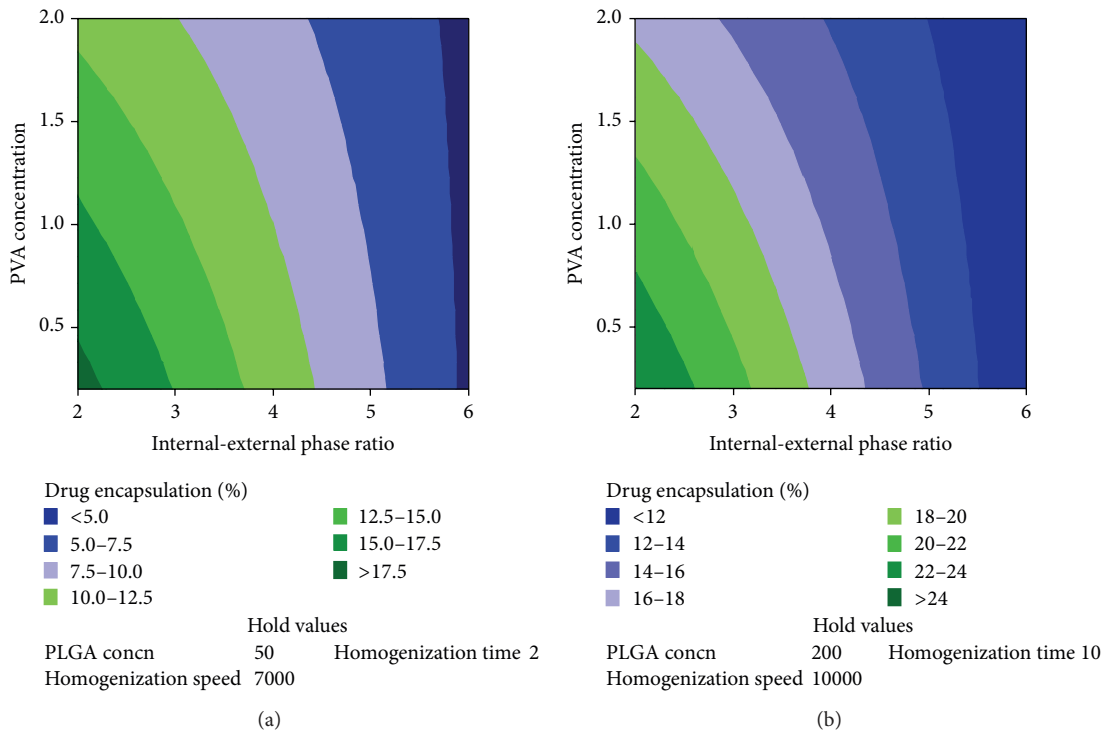 2.0
1.5
1.0
0.5
PVA concentration
2 3 4 5 6
Internal-external phase ratio
Drug encapsulation (%)
<5.0
5.0–7.5
7.5–10.0
10.0–12.5
12.5–15.0
15.0–17.5
>17.5
Hold values
PLGA concn 50 Homogenization time 2
Homogenization speed 7000
(a)
2.0
1.5
1.0
0.5
PVA concentration
2 3 4 5 6
Internal-external phase ratio
Drug encapsulation (%)
<12
12–14
14–16
16–18
18–20
20–22
22–24
>24
Hold values
PLGA concn 200 Homogenization time 10
Homogenization speed 10000
(b)